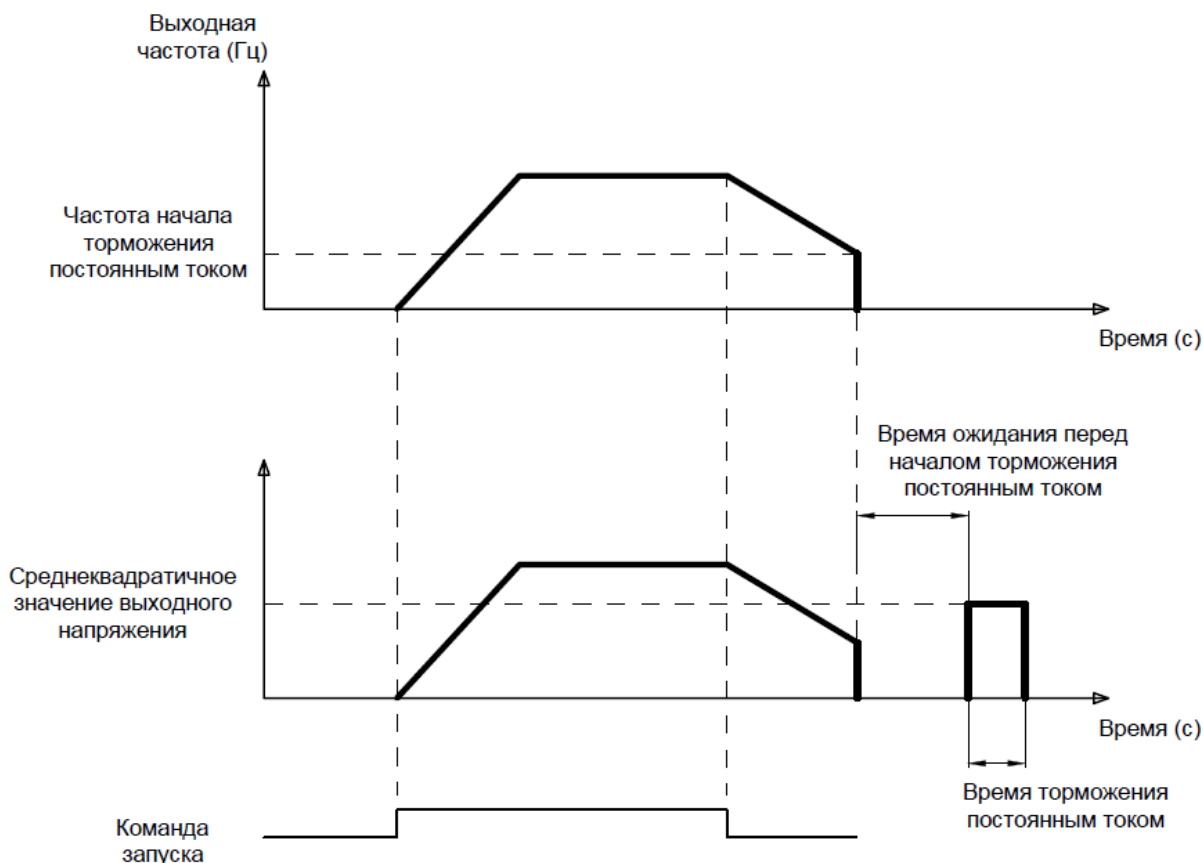 Выходная
частота (Гц)
Частота начала
торможения
постоянным током
Время (с)
Время ожидания перед
началом торможения
постоянным током
Среднеквадратичное
значение выходного
напряжения
Время (с)
Время торможения
постоянным током
Команда
запуска